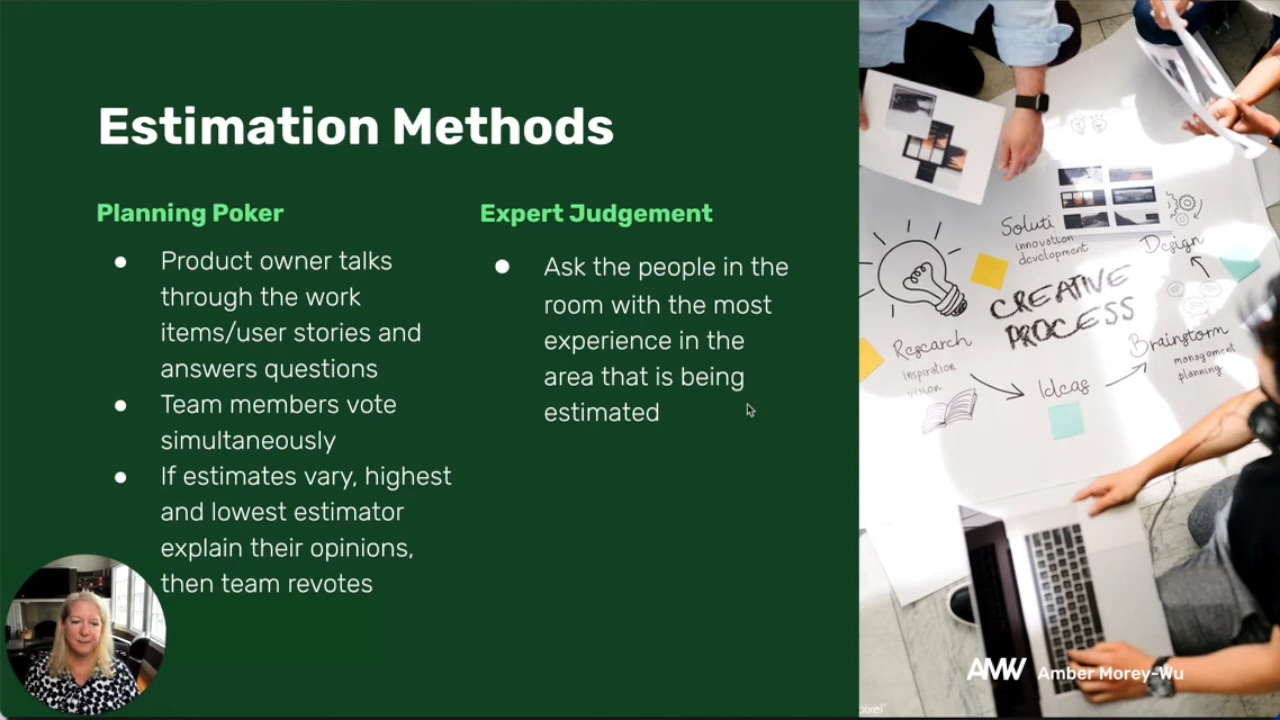 Estimation Methods
Planning Poker
● Product owner talks
through the work
items/user stories and
answers questions
● Team members vote
simultaneously
● If estimates vary, highest
and lowest estimator
explain their opinions,
then team revotes
Expert Judgement
● Ask the people in the
room with the most
experience in the
area that is being
estimated
Soluti
innovation
development
Design
CREATIVE
PROCESS
Research
inspiration
vision
Ideas
Brainstorm
management
planning
AMW Amber Morey-Wu